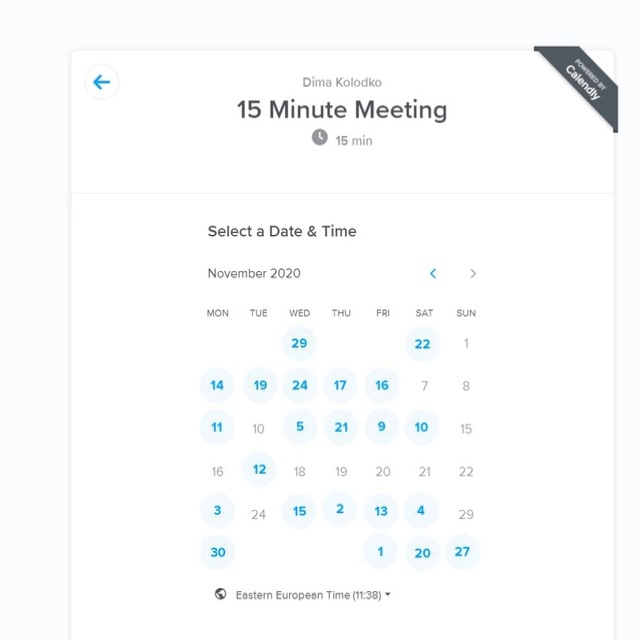 POWERED BY
Calendly
Dima Kolodko
15 Minute Meeting
15 min
Select a Date & Time
November 2020
MON TUE WED THU FRI SAT SUN
29 22 1
14 19 24 17 16 7 8
11 10 5 21 9 10 15
16 12 18 19 20 21 22
3 24 15 2 13 4 29
30 1 20 27
Eastern European Time (11:38)